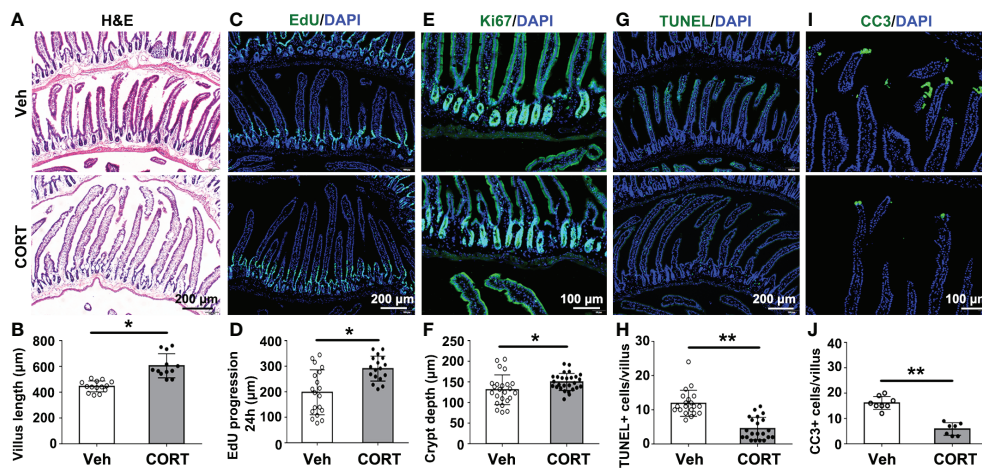 A H&E C EdU/DAPI E Ki67/DAPI G TUNEL/DAPI I CC3/DAPI
Veh
CORT
200 µm 200 µm 100 µm 200 µm 100 µm
B D F H J
* * * ** **
Villus length (µm)
800
600
400
200
0
Veh CORT
EdU progression
24h (µm)
400
300
200
100
0
Veh CORT
Crypt depth (µm)
250
200
150
100
50
0
Veh CORT
TUNEL+ cells/villus
30
20
10
0
Veh CORT
CC3+ cells/villus
40
30
20
10
0
Veh CORT